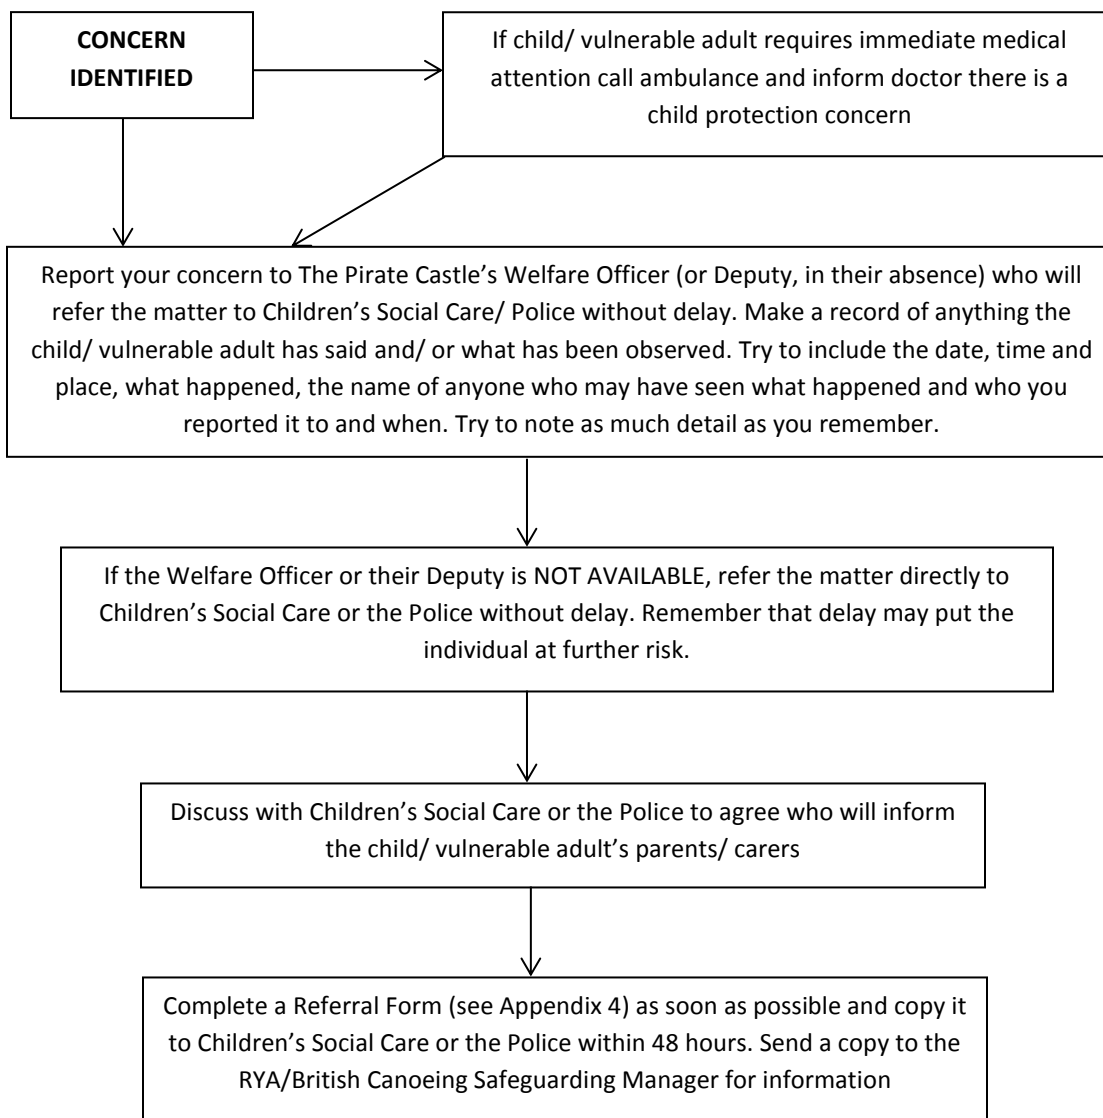 CONCERN
IDENTIFIED
If child/ vulnerable adult requires immediate medical
attention call ambulance and inform doctor there is a
child protection concern
Report your concern to The Pirate Castle’s Welfare Officer (or Deputy, in their absence) who will
refer the matter to Children’s Social Care/ Police without delay. Make a record of anything the
child/ vulnerable adult has said and/ or what has been observed. Try to include the date, time and
place, what happened, the name of anyone who may have seen what happened and who you
reported it to and when. Try to note as much detail as you remember.
If the Welfare Officer or their Deputy is NOT AVAILABLE, refer the matter directly to
Children’s Social Care or the Police without delay. Remember that delay may put the
individual at further risk.
Discuss with Children’s Social Care or the Police to agree who will inform
the child/ vulnerable adult’s parents/ carers
Complete a Referral Form (see Appendix 4) as soon as possible and copy it
to Children’s Social Care or the Police within 48 hours. Send a copy to the
RYA/British Canoeing Safeguarding Manager for information